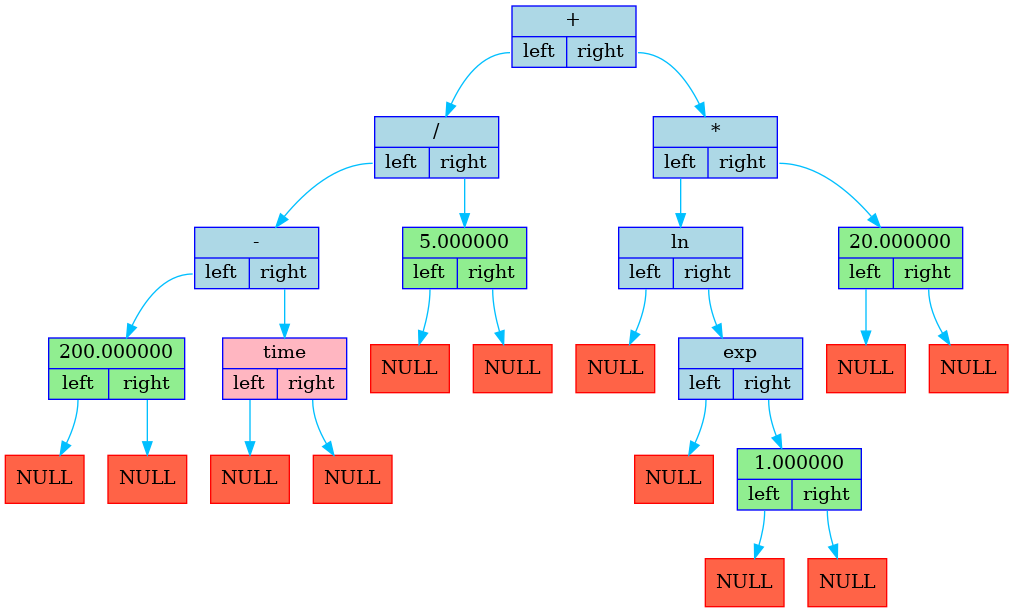 +
left right
/
left right
*
left right
-
left right
5.000000
left right
ln
left right
20.000000
left right
200.000000
left right
time
left right
NULL
NULL
NULL
exp
left right
NULL
NULL
NULL
NULL
NULL
NULL
NULL
1.000000
left right
NULL
NULL